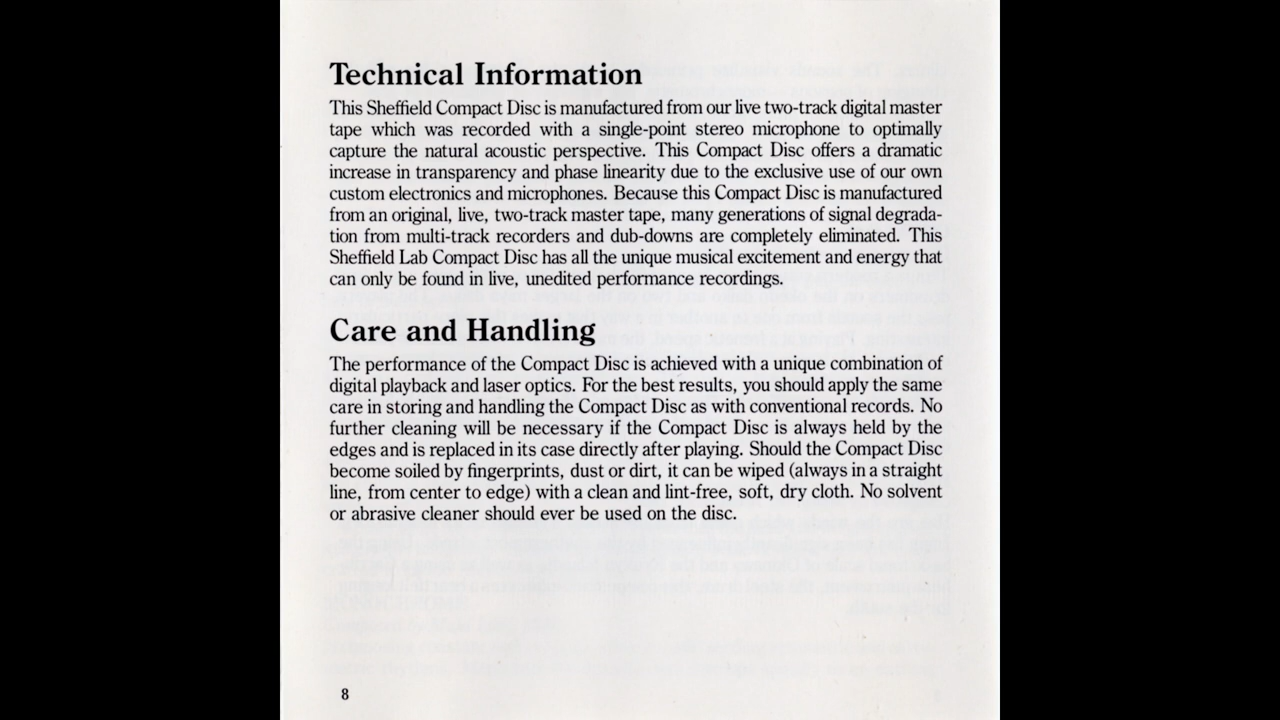 Technical Information
This Sheffield Compact Disc is manufactured from our live two-track digital master
tape which was recorded with a single-point stereo microphone to optimally
capture the natural acoustic perspective. This Compact Disc offers a dramatic
increase in transparency and phase linearity due to the exclusive use of our own
custom electronics and microphones. Because this Compact Disc is manufactured
from an original, live, two-track master tape, many generations of signal degrada-
tion from multi-track recorders and dub-downs are completely eliminated. This
Sheffield Lab Compact Disc has all the unique musical excitement and energy that
can only be found in live, unedited performance recordings.
Care and Handling
The performance of the Compact Disc is achieved with a unique combination of
digital playback and laser optics. For the best results, you should apply the same
care in storing and handling the Compact Disc as with conventional records. No
further cleaning will be necessary if the Compact Disc is always held by the
edges and is replaced in its case directly after playing. Should the Compact Disc
become soiled by fingerprints, dust or dirt, it can be wiped (always in a straight
line, from center to edge) with a clean and lint-free, soft, dry cloth. No solvent
or abrasive cleaner should ever be used on the disc.
8